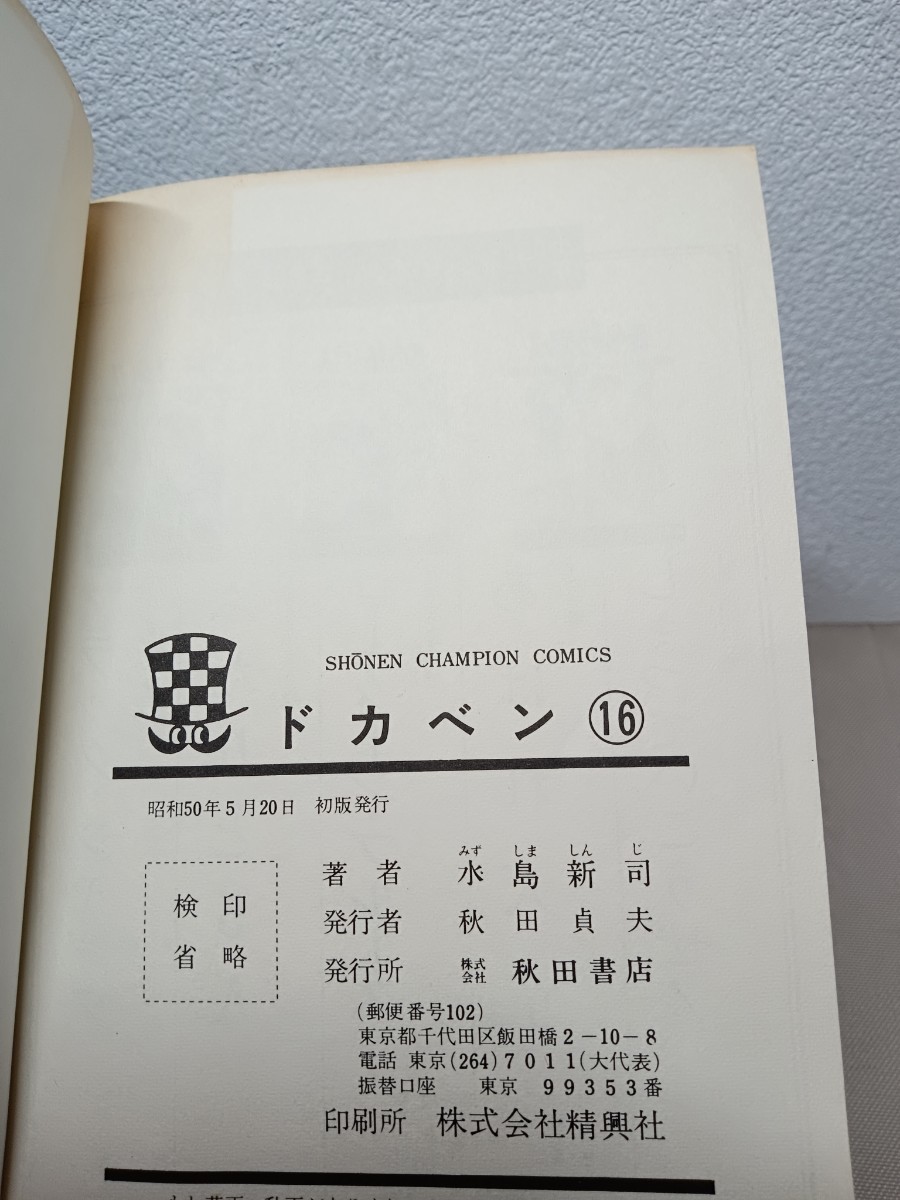 SHŌNEN CHAMPION COMICS
ドカベン⑯
昭和50年5月20日 初版発行
検印
省略
著者 水島新司
みず しま しん じ
発行者 秋田貞夫
発行所 株式会社 秋田書店
(郵便番号102)
東京都千代田区飯田橋2-10-8
電話 東京(264)7011(大代表)
振替口座 東京 99353番
印刷所 株式会社精興社